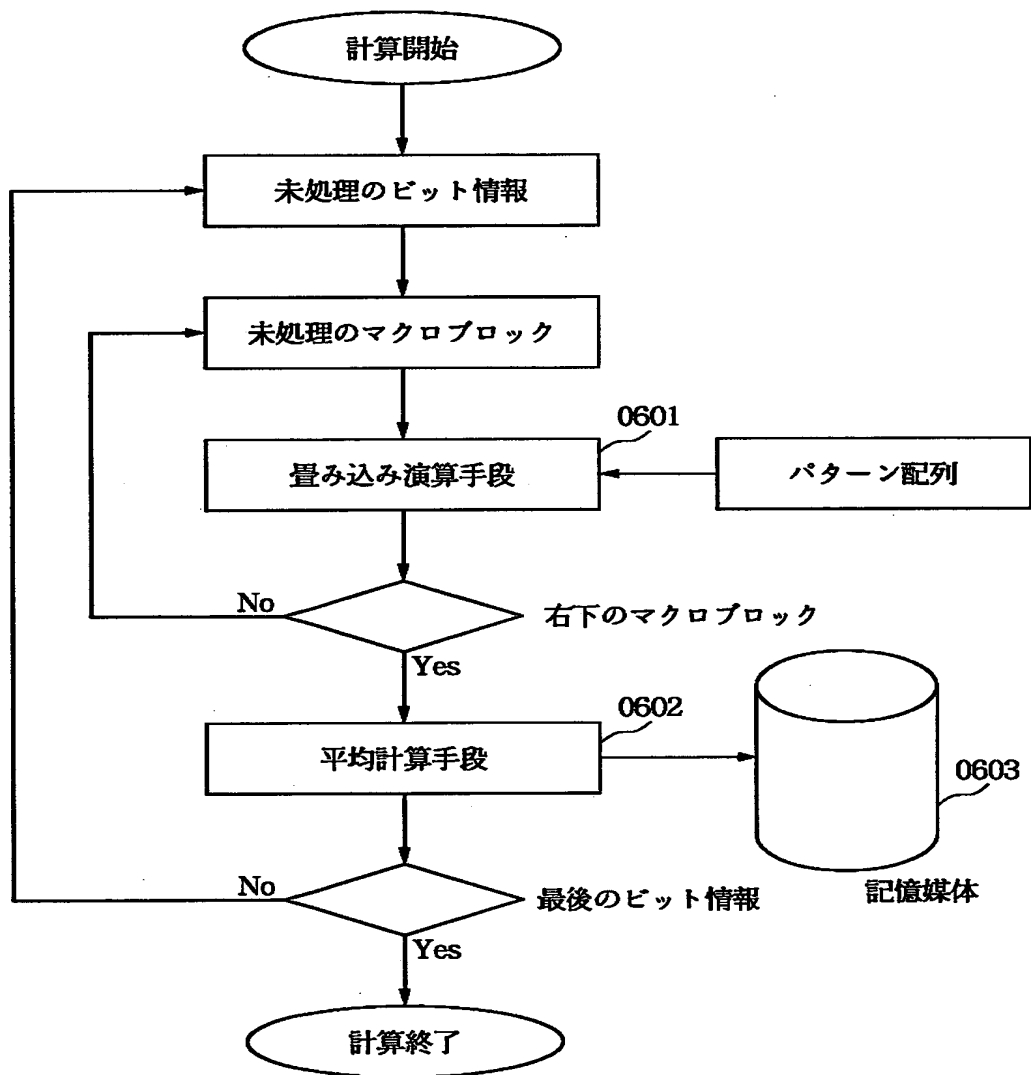 計算開始
未処理のビット情報
未処理のマクロブロック
0601
畳み込み演算手段
パターン配列
No
右下のマクロブロック
Yes
0602
平均計算手段
0603
記憶媒体
No
最後のビット情報
Yes
計算終了